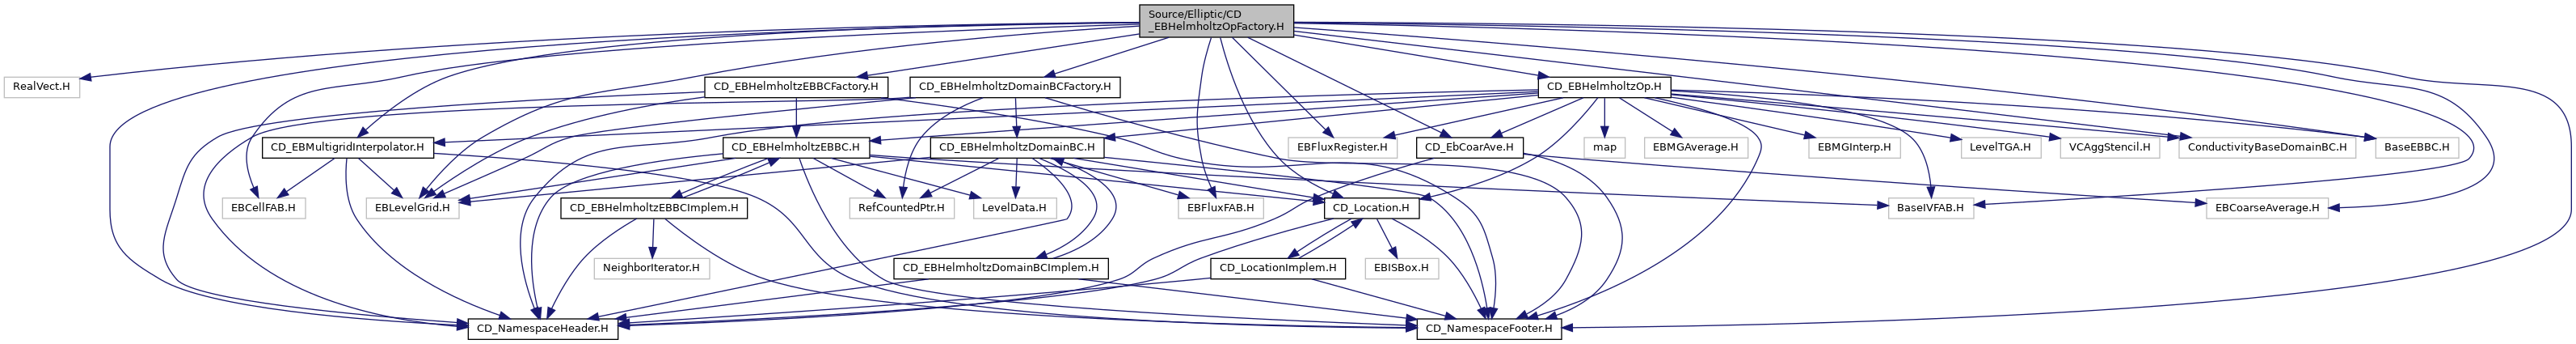 Source/Elliptic/CD
_EBHelmholtzOpFactory.H
RealVect.H
CD_EBHelmholtzEBBCFactory.H
CD_EBHelmholtzDomainBCFactory.H
CD_EBHelmholtzOp.H
CD_EBMultigridInterpolator.H
CD_EBHelmholtzEBBC.H
CD_EBHelmholtzDomainBC.H
EBFluxRegister.H
map
EBMGAverage.H
CD_EbCoarAve.H
EBMGInterp.H
LevelTGA.H
VCAggStencil.H
ConductivityBaseDomainBC.H
BaseEBBC.H
EBCellFAB.H
EBLevelGrid.H
CD_EBHelmholtzEBBCImplem.H
RefCountedPtr.H
LevelData.H
EBFluxFAB.H
CD_Location.H
BaseIVFAB.H
EBCoarseAverage.H
NeighborIterator.H
CD_EBHelmholtzDomainBCImplem.H
CD_LocationImplem.H
EBISBox.H
CD_NamespaceHeader.H
CD_NamespaceFooter.H